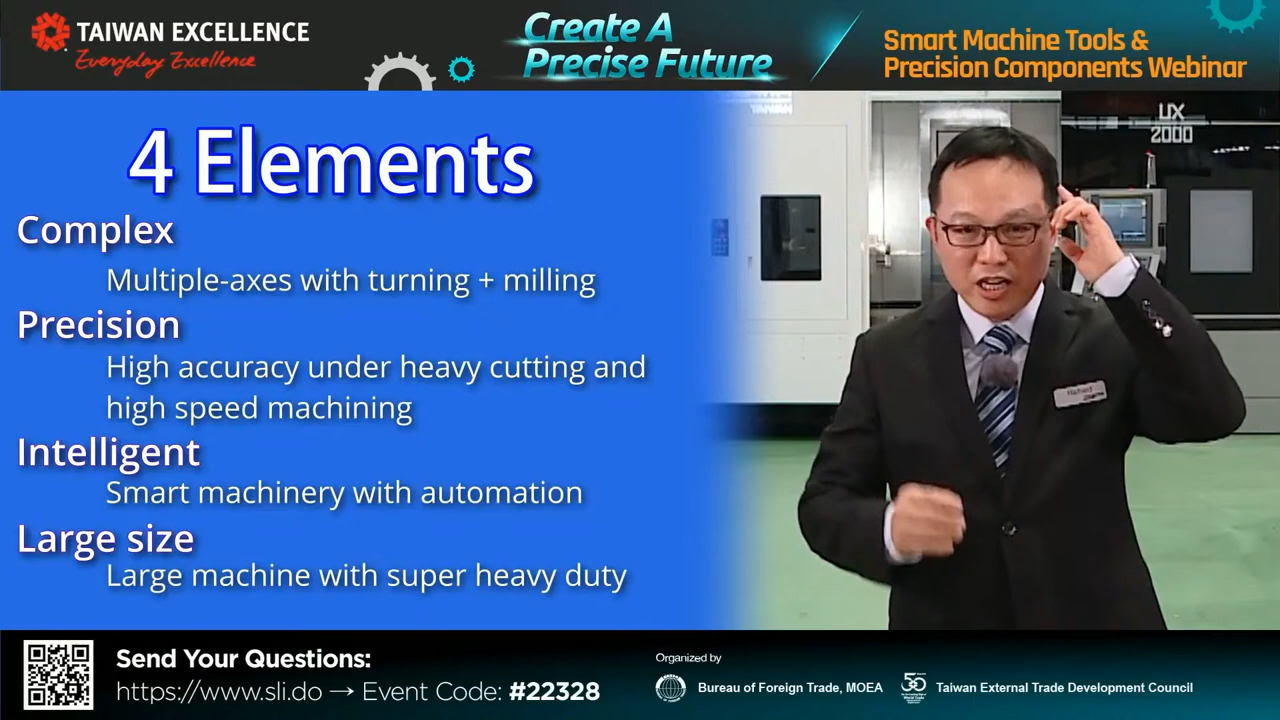 TAIWAN EXCELLENCE
Everyday Excellence
Create A
Precise Future
Smart Machine Tools &
Precision Components Webinar
TAIWAN
UX
2000
4 Elements
Complex
Multiple-axes with turning + milling
Precision
High accuracy under heavy cutting and
high speed machining
Intelligent
Smart machinery with automation
Large size
Large machine with super heavy duty
Richard
Send Your Questions:
https://www.sli.do → Event Code: #22328
Organized by
Bureau of Foreign Trade, MOEA
50
Taiwan External Trade Development Council